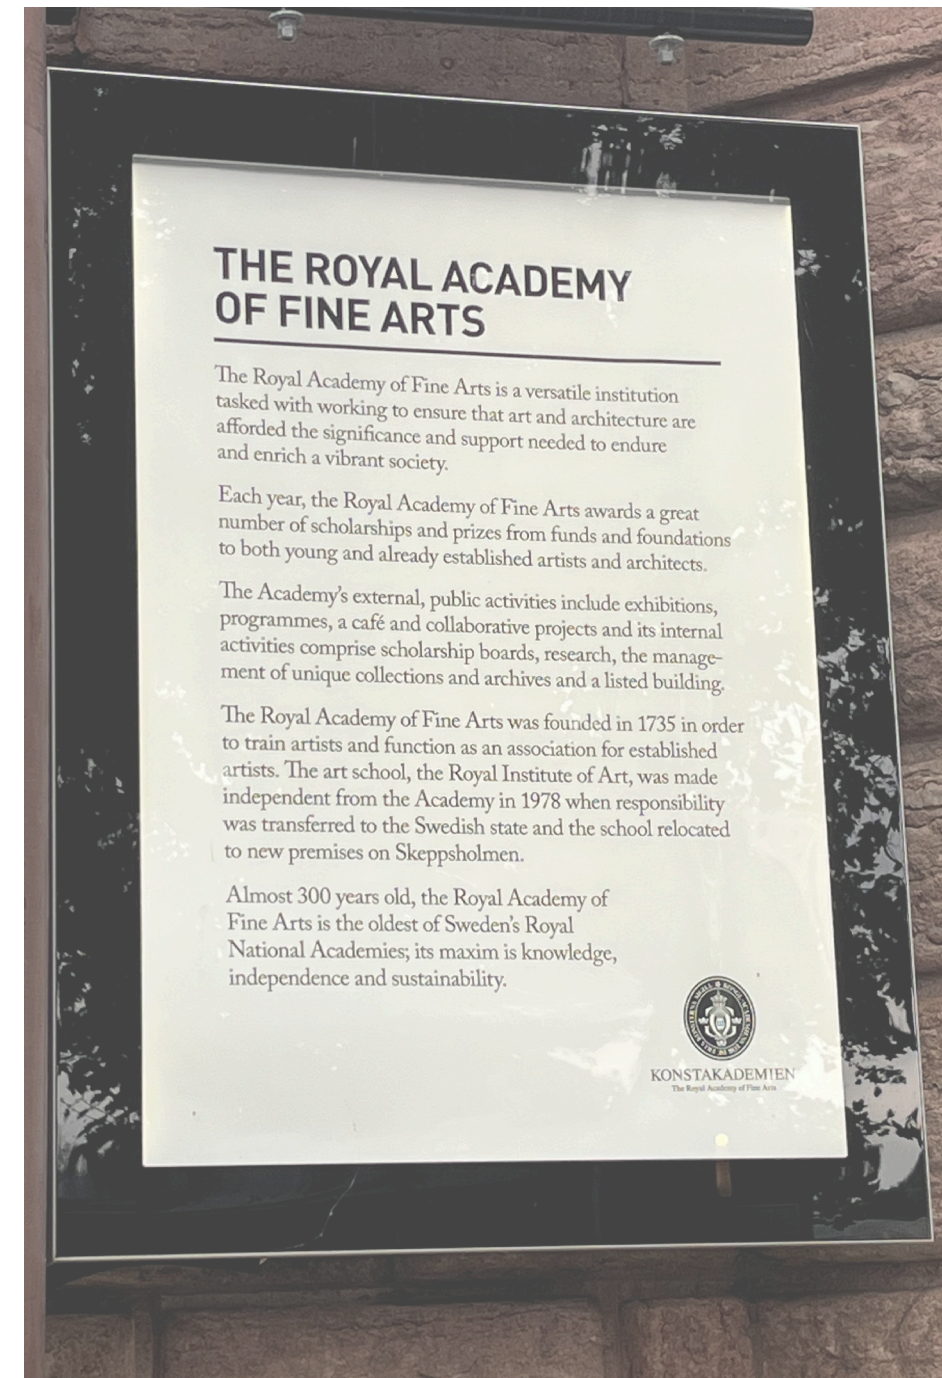 THE ROYAL ACADEMY
OF FINE ARTS
The Royal Academy of Fine Arts is a versatile institution
tasked with working to ensure that art and architecture are
afforded the significance and support needed to endure
and enrich a vibrant society.
Each year, the Royal Academy of Fine Arts awards a great
number of scholarships and prizes from funds and foundations
to both young and already established artists and architects.
The Academy's external, public activities include exhibitions,
programmes, a café and collaborative projects and its internal
activities comprise scholarship boards, research, the manage-
ment of unique collections and archives and a listed building.
The Royal Academy of Fine Arts was founded in 1735 in order
to train artists and function as an association for established
artists. The art school, the Royal Institute of Art, was made
independent from the Academy in 1978 when responsibility
was transferred to the Swedish state and the school relocated
to new premises on Skeppsholmen.
Almost 300 years old, the Royal Academy of
Fine Arts is the oldest of Sweden's Royal
National Academies; its maxim is knowledge,
independence and sustainability.
KONSTAKADEMIEN
The Royal Academy of Fine Arts